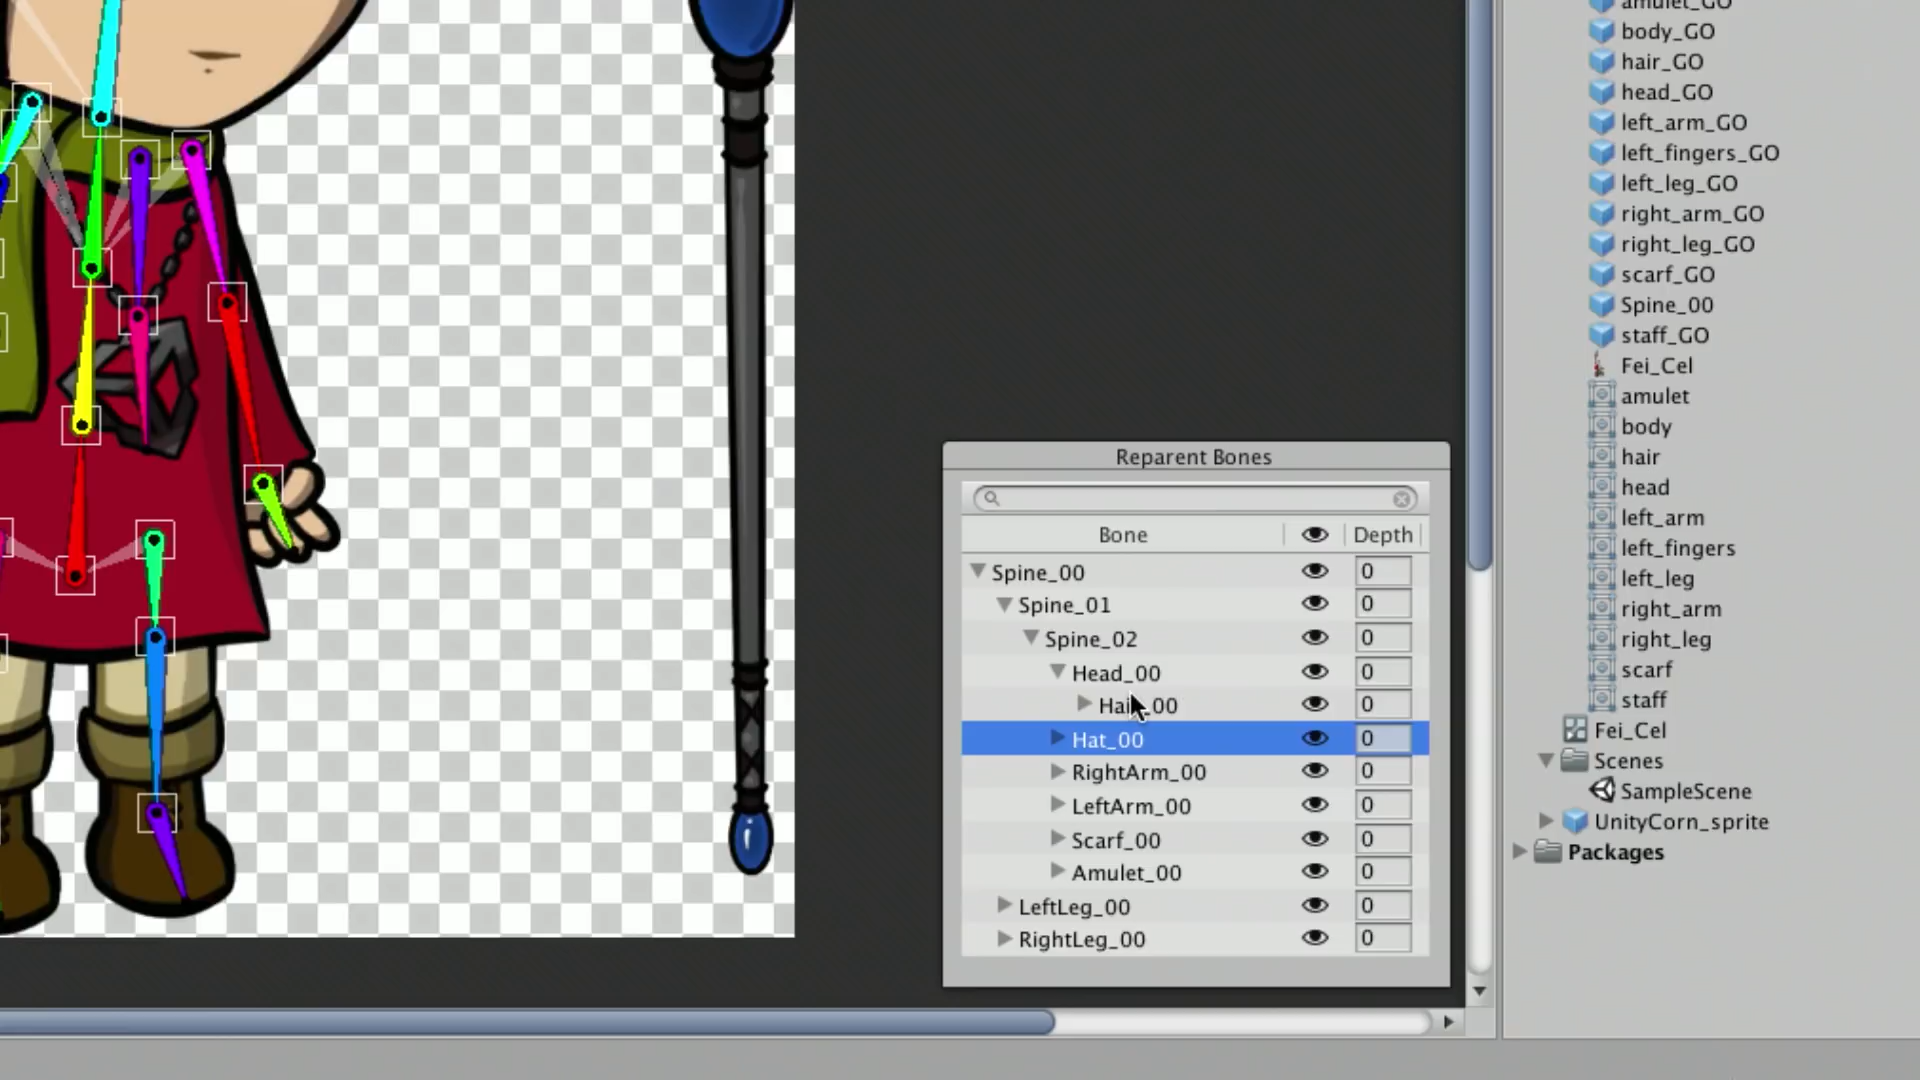 amulet_GO
body_GO
hair_GO
head_GO
left_arm_GO
left_fingers_GO
left_leg_GO
right_arm_GO
right_leg_GO
scarf_GO
Spine_00
staff_GO
Fei_Cel
amulet
body
hair
head
left_arm
left_fingers
left_leg
right_arm
right_leg
scarf
staff
Fei_Cel
Scenes
SampleScene
UnityCorn_sprite
Packages
Reparent Bones
Bone Depth
Spine_00 0
Spine_01 0
Spine_02 0
Head_00 0
Hair_00 0
Hat_00 0
RightArm_00 0
LeftArm_00 0
Scarf_00 0
Amulet_00 0
LeftLeg_00 0
RightLeg_00 0